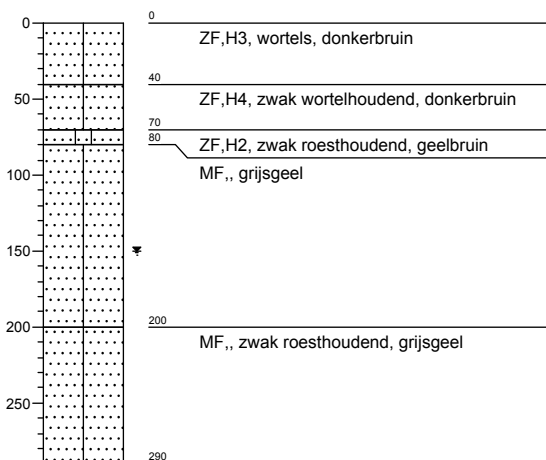 0
0
ZF,H3, wortels, donkerbruin
40
50
ZF,H4, zwak wortelhoudend, donkerbruin
70
80
ZF,H2, zwak roesthoudend, geelbruin
100
MF,, grijsgeel
150
200
200
MF,, zwak roesthoudend, grijsgeel
250
290